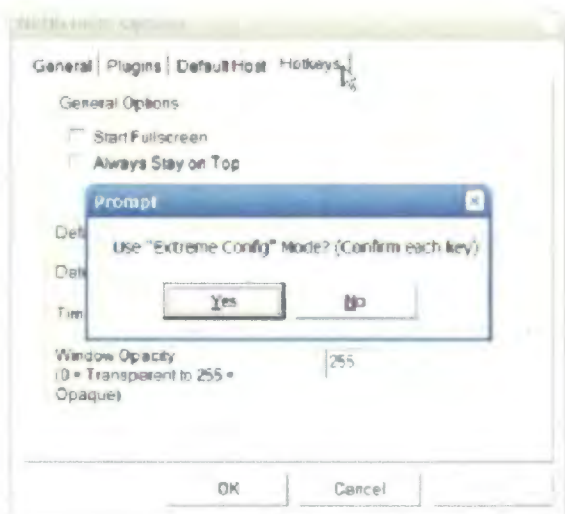 General Plugins Default Host Hotkeys
General Options
Start Fullscreen
Always Stay on Top
Prompt
Use "Extreme Config" Mode? (Confirm each key)
Yes No
Window Opacity
(0 = Transparent to 255 =
Opaque)
255
OK Cancel